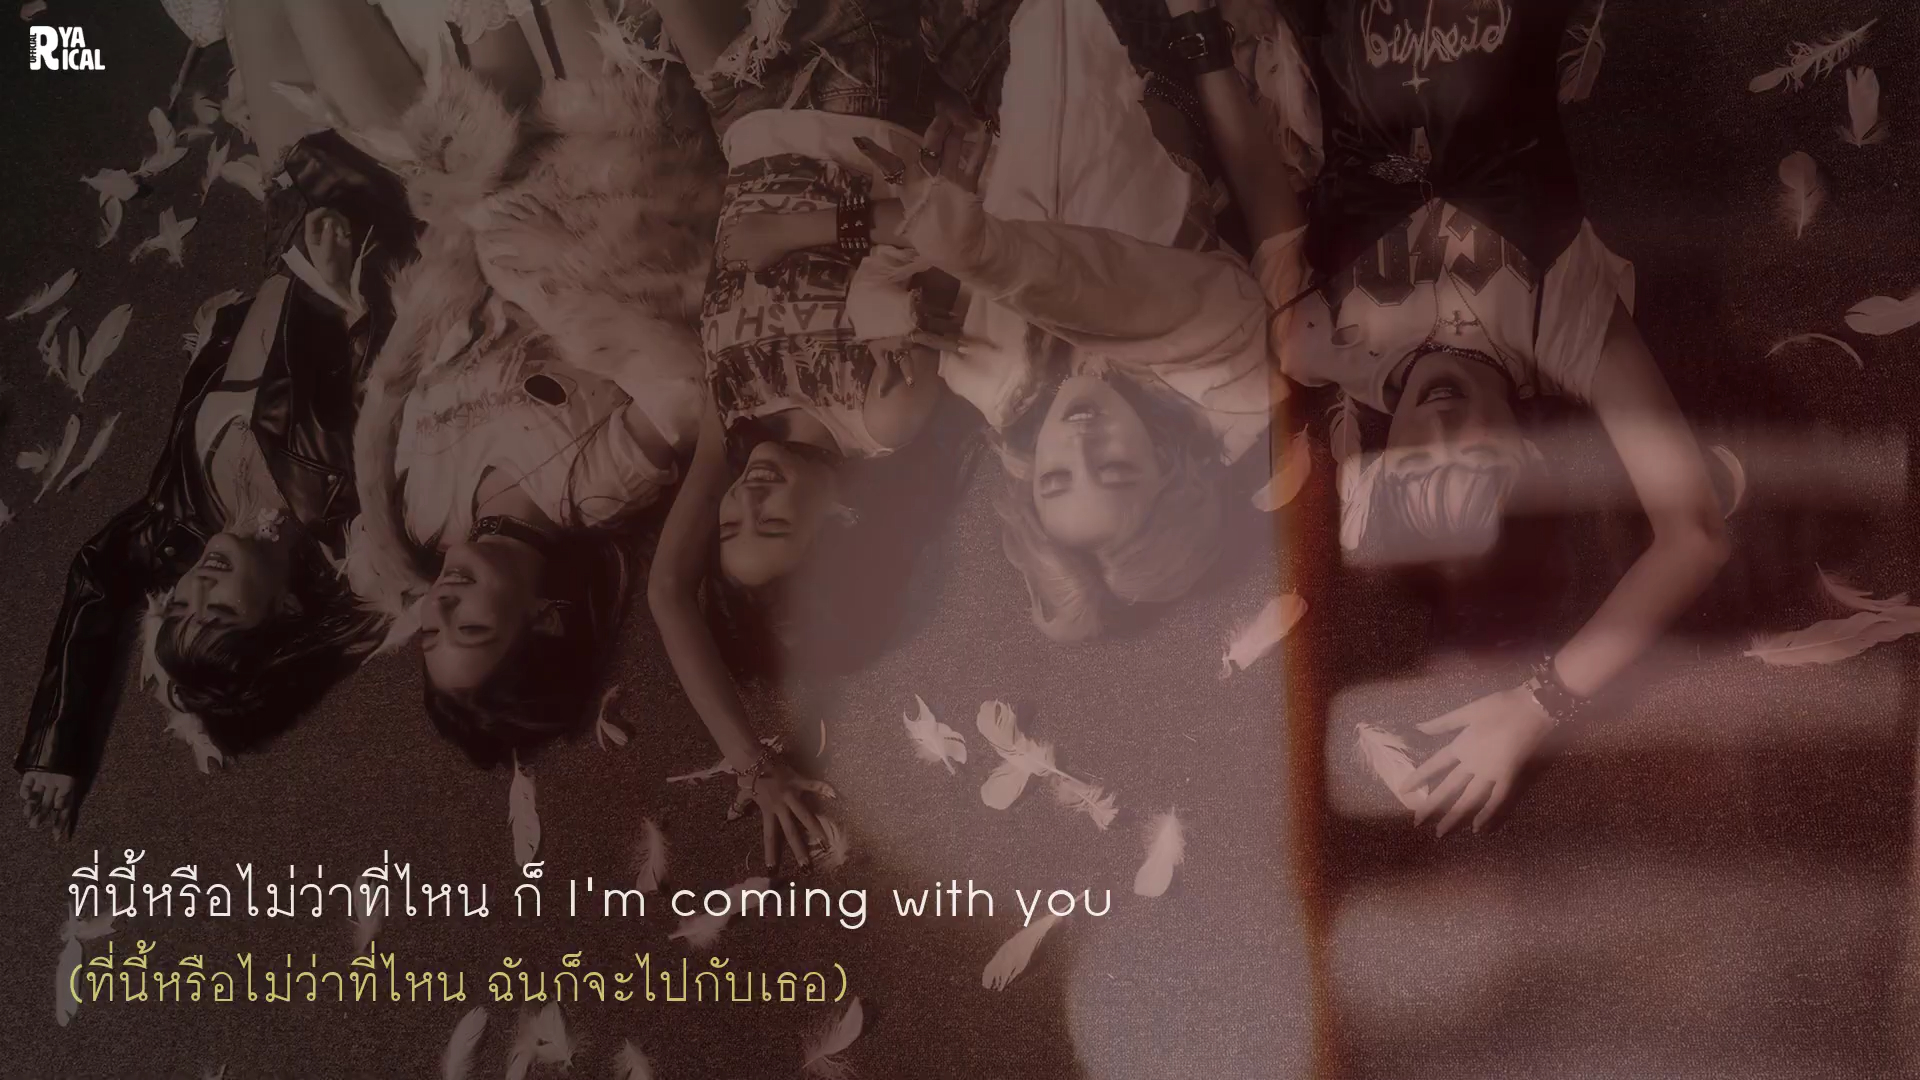 OFFICIAL RYARICAL
ที่นี้หรือไม่ว่าที่ไหน ก็ I'm coming with you
(ที่นี้หรือไม่ว่าที่ไหน ฉันก็จะไปกับเธอ)